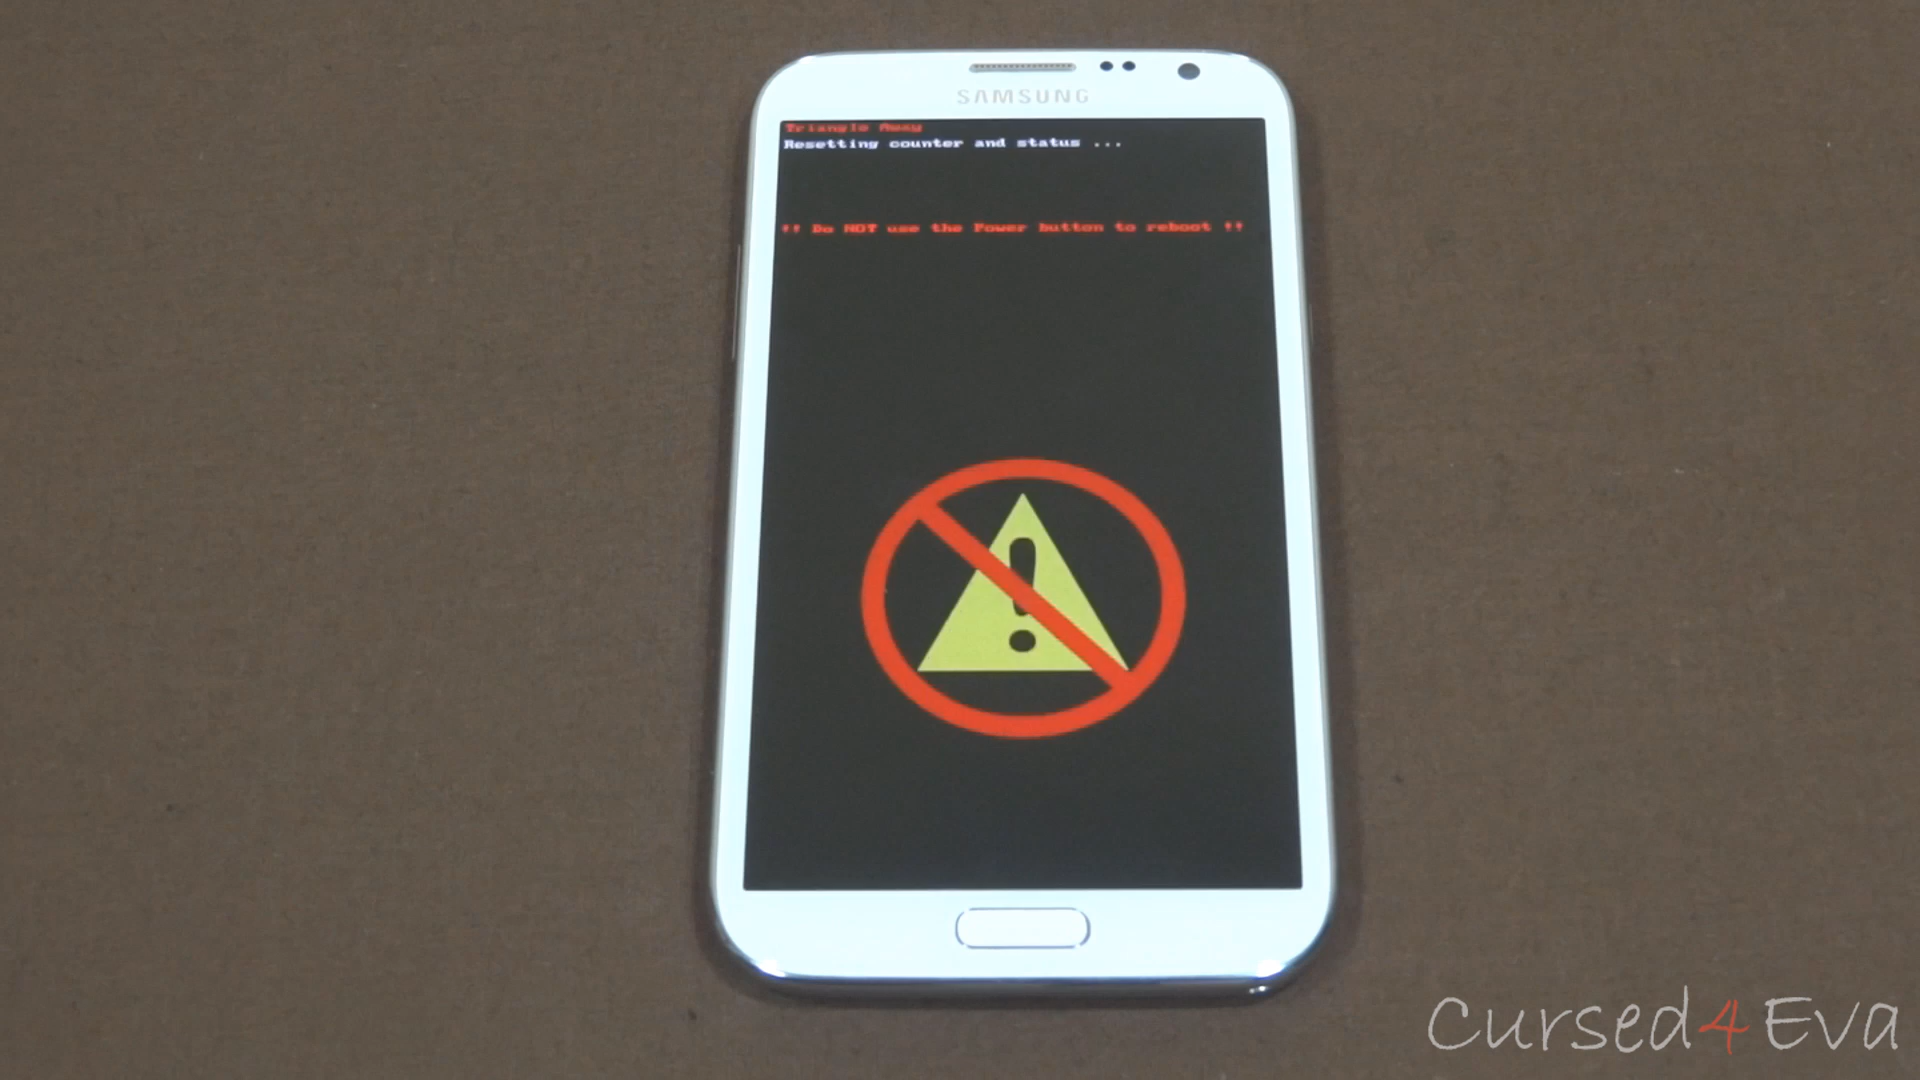 SAMSUNG
Triangle Away
Resetting counter and status ...
!! Do NOT use the Power button to reboot !!
Cursed4Eva